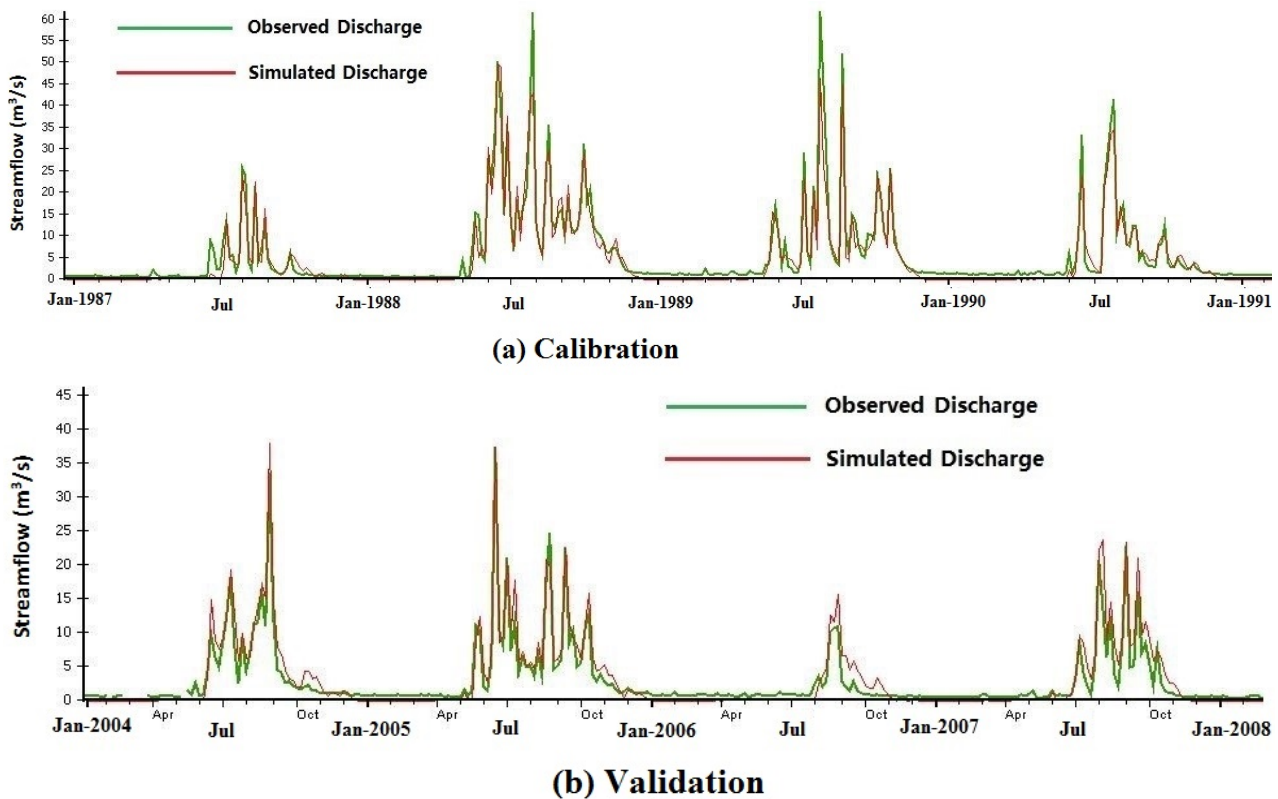 60
55
50
45
40
35
30
25
20
15
10
5
0
Streamflow (m³/s)
Observed Discharge
Simulated Discharge
Jan-1987 Jul Jan-1988 Jul Jan-1989 Jul Jan-1990 Jul Jan-1991
(a) Calibration
45
40
35
30
25
20
15
10
5
0
Streamflow (m³/s)
Observed Discharge
Simulated Discharge
Jan-2004 Apr Jul Oct Jan-2005 Apr Jul Oct Jan-2006 Apr Jul Oct Jan-2007 Apr Jul Oct Jan-2008
(b) Validation